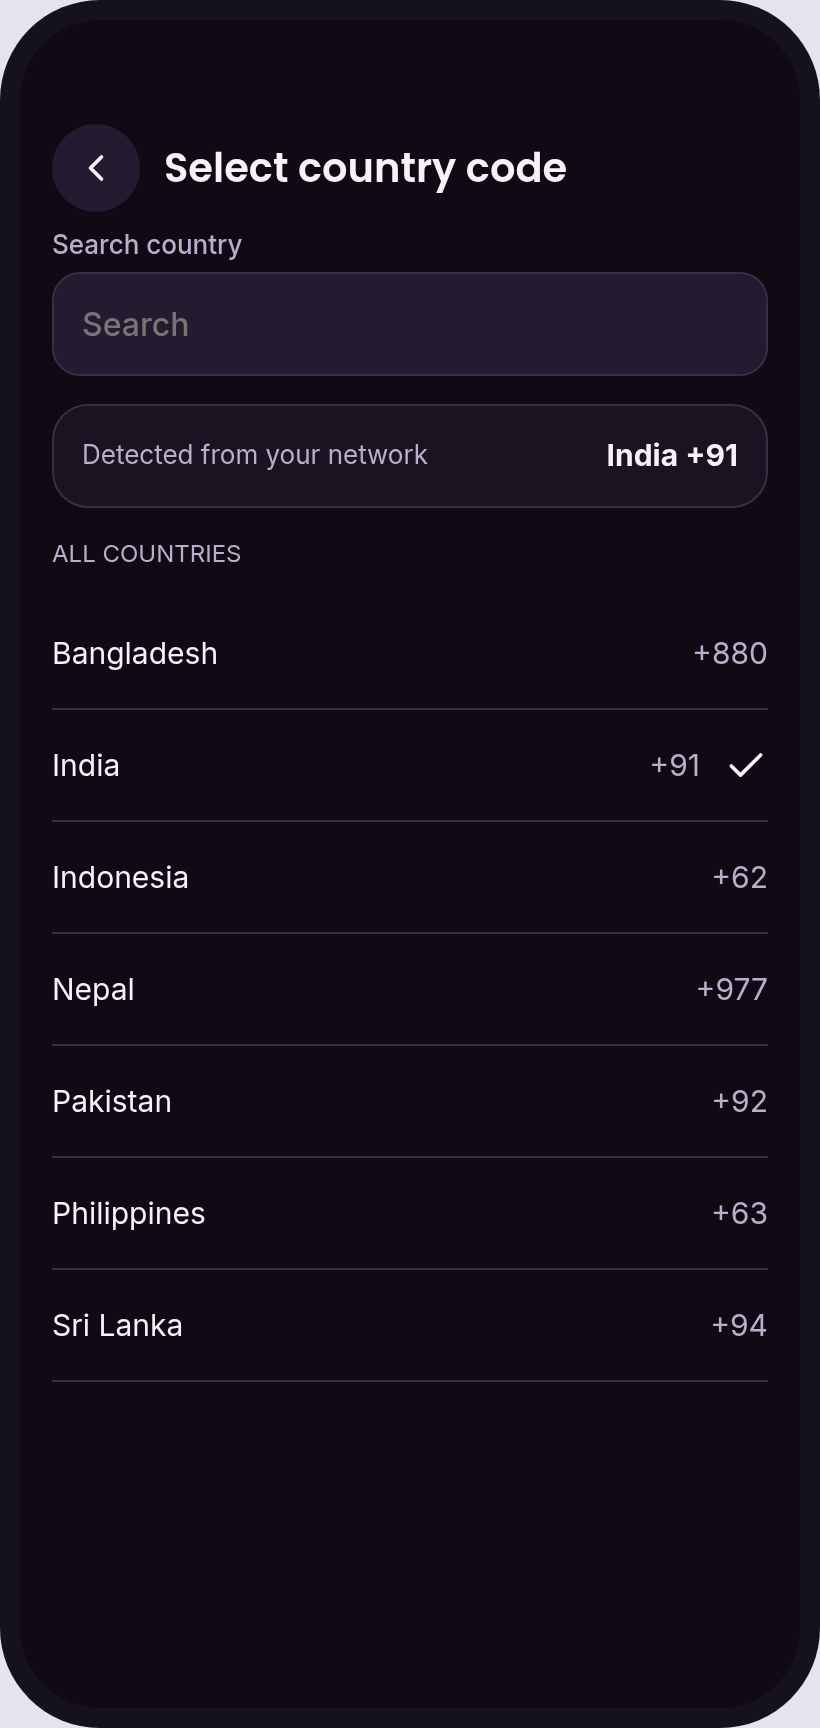 Select country code
Search country
Search
Detected from your network India +91
ALL COUNTRIES
Bangladesh +880
India +91
Indonesia +62
Nepal +977
Pakistan +92
Philippines +63
Sri Lanka +94